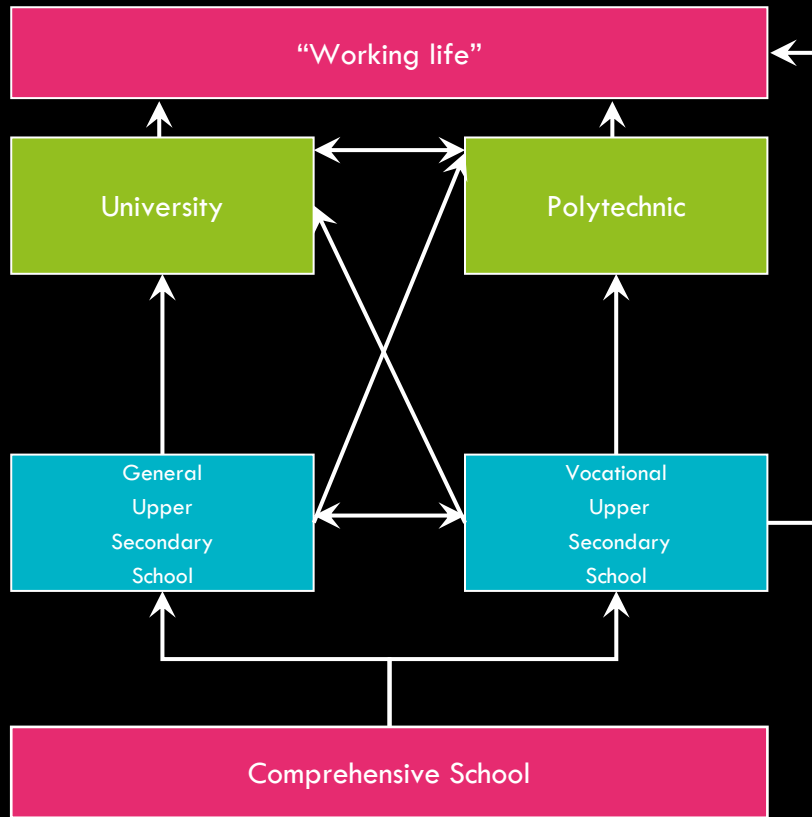 “Working life”
University
Polytechnic
General
Upper
Secondary
School
Vocational
Upper
Secondary
School
Comprehensive School